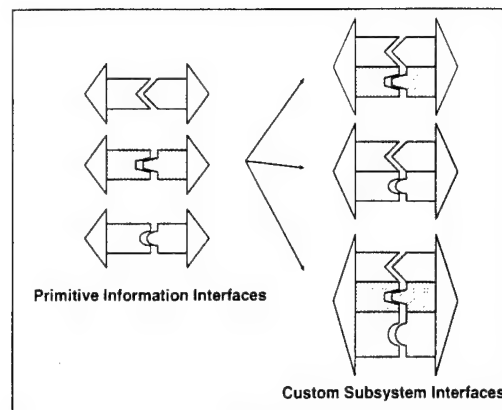 Primitive Information Interfaces
Custom Subsystem Interfaces